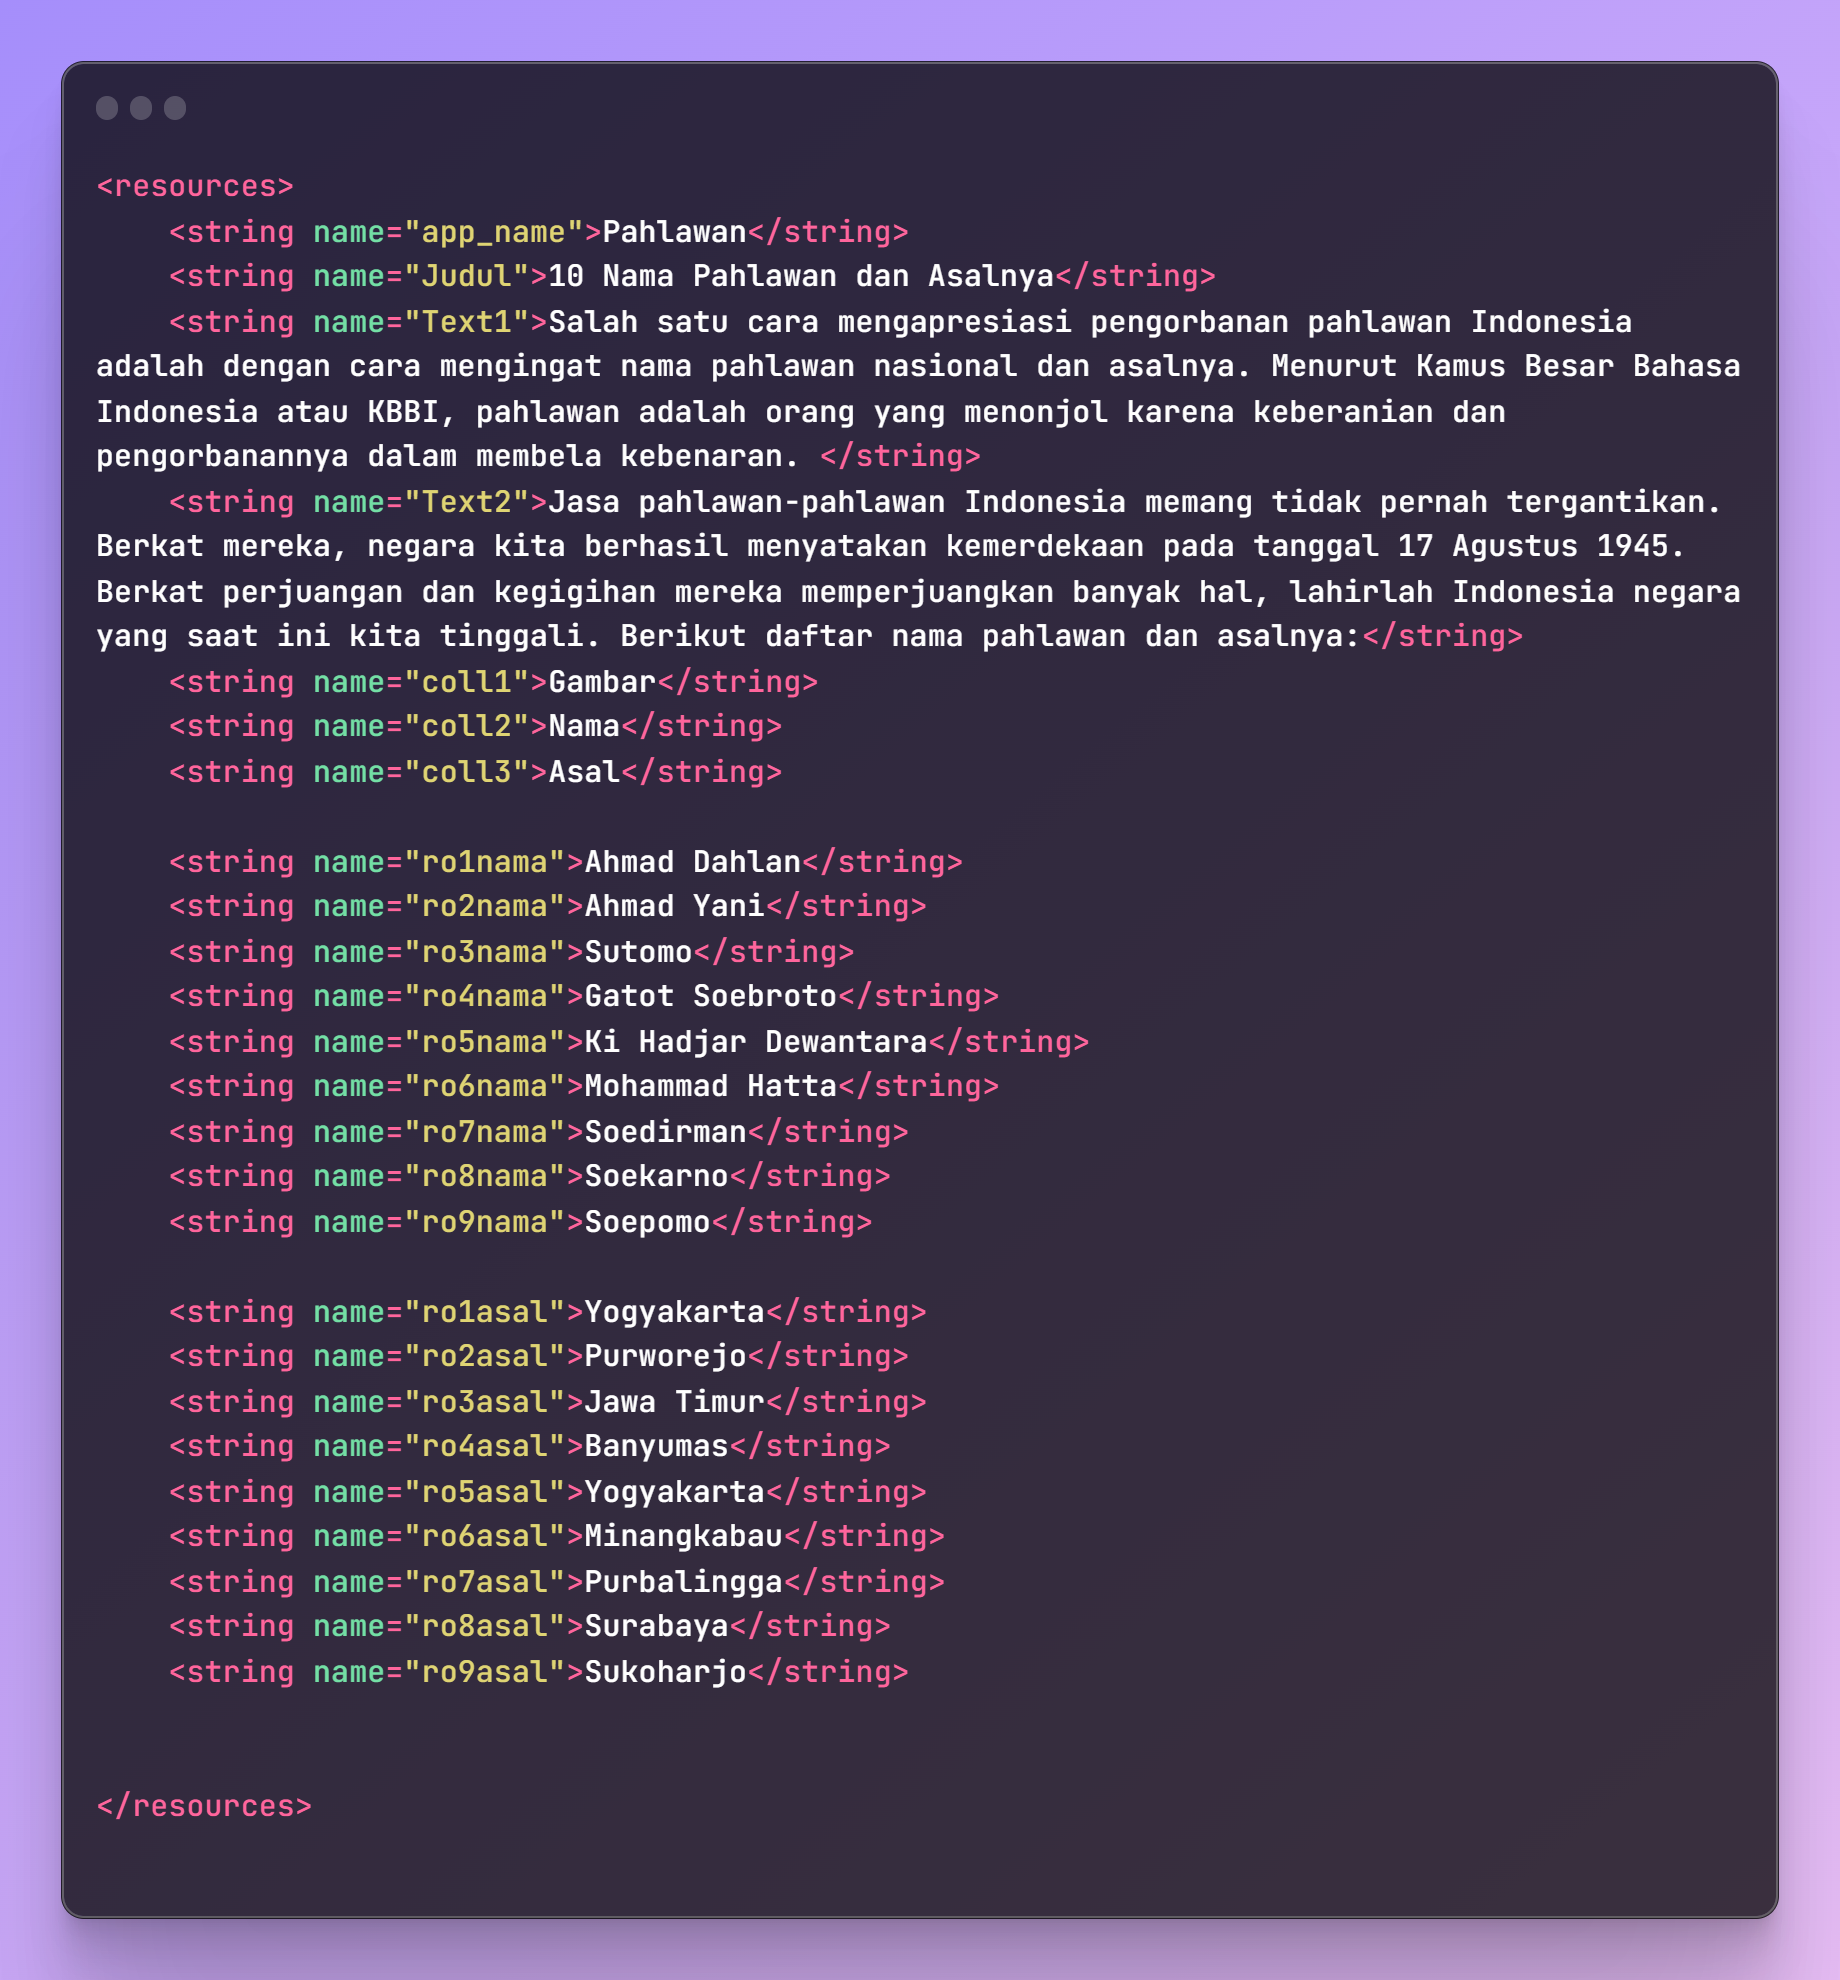 <resources>
    <string name="app_name">Pahlawan</string>
    <string name="Judul">10 Nama Pahlawan dan Asalnya</string>
    <string name="Text1">Salah satu cara mengapresiasi pengorbanan pahlawan Indonesia
adalah dengan cara mengingat nama pahlawan nasional dan asalnya. Menurut Kamus Besar Bahasa
Indonesia atau KBBI, pahlawan adalah orang yang menonjol karena keberanian dan
pengorbanannya dalam membela kebenaran. </string>
    <string name="Text2">Jasa pahlawan-pahlawan Indonesia memang tidak pernah tergantikan.
Berkat mereka, negara kita berhasil menyatakan kemerdekaan pada tanggal 17 Agustus 1945.
Berkat perjuangan dan kegigihan mereka memperjuangkan banyak hal, lahirlah Indonesia negara
yang saat ini kita tinggali. Berikut daftar nama pahlawan dan asalnya:</string>
    <string name="coll1">Gambar</string>
    <string name="coll2">Nama</string>
    <string name="coll3">Asal</string>

    <string name="ro1nama">Ahmad Dahlan</string>
    <string name="ro2nama">Ahmad Yani</string>
    <string name="ro3nama">Sutomo</string>
    <string name="ro4nama">Gatot Soebroto</string>
    <string name="ro5nama">Ki Hadjar Dewantara</string>
    <string name="ro6nama">Mohammad Hatta</string>
    <string name="ro7nama">Soedirman</string>
    <string name="ro8nama">Soekarno</string>
    <string name="ro9nama">Soepomo</string>

    <string name="ro1asal">Yogyakarta</string>
    <string name="ro2asal">Purworejo</string>
    <string name="ro3asal">Jawa Timur</string>
    <string name="ro4asal">Banyumas</string>
    <string name="ro5asal">Yogyakarta</string>
    <string name="ro6asal">Minangkabau</string>
    <string name="ro7asal">Purbalingga</string>
    <string name="ro8asal">Surabaya</string>
    <string name="ro9asal">Sukoharjo</string>

</resources>